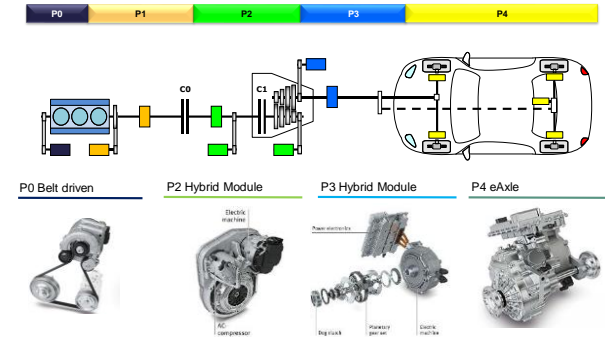 P0 P1 P2 P3 P4
C0 C1
P0 Belt driven
P2 Hybrid Module
P3 Hybrid Module
P4 eAxle
Electric
machine
AC-
compressor
Power electronics
Dog clutch
Planetary
gear set
Electric
machine